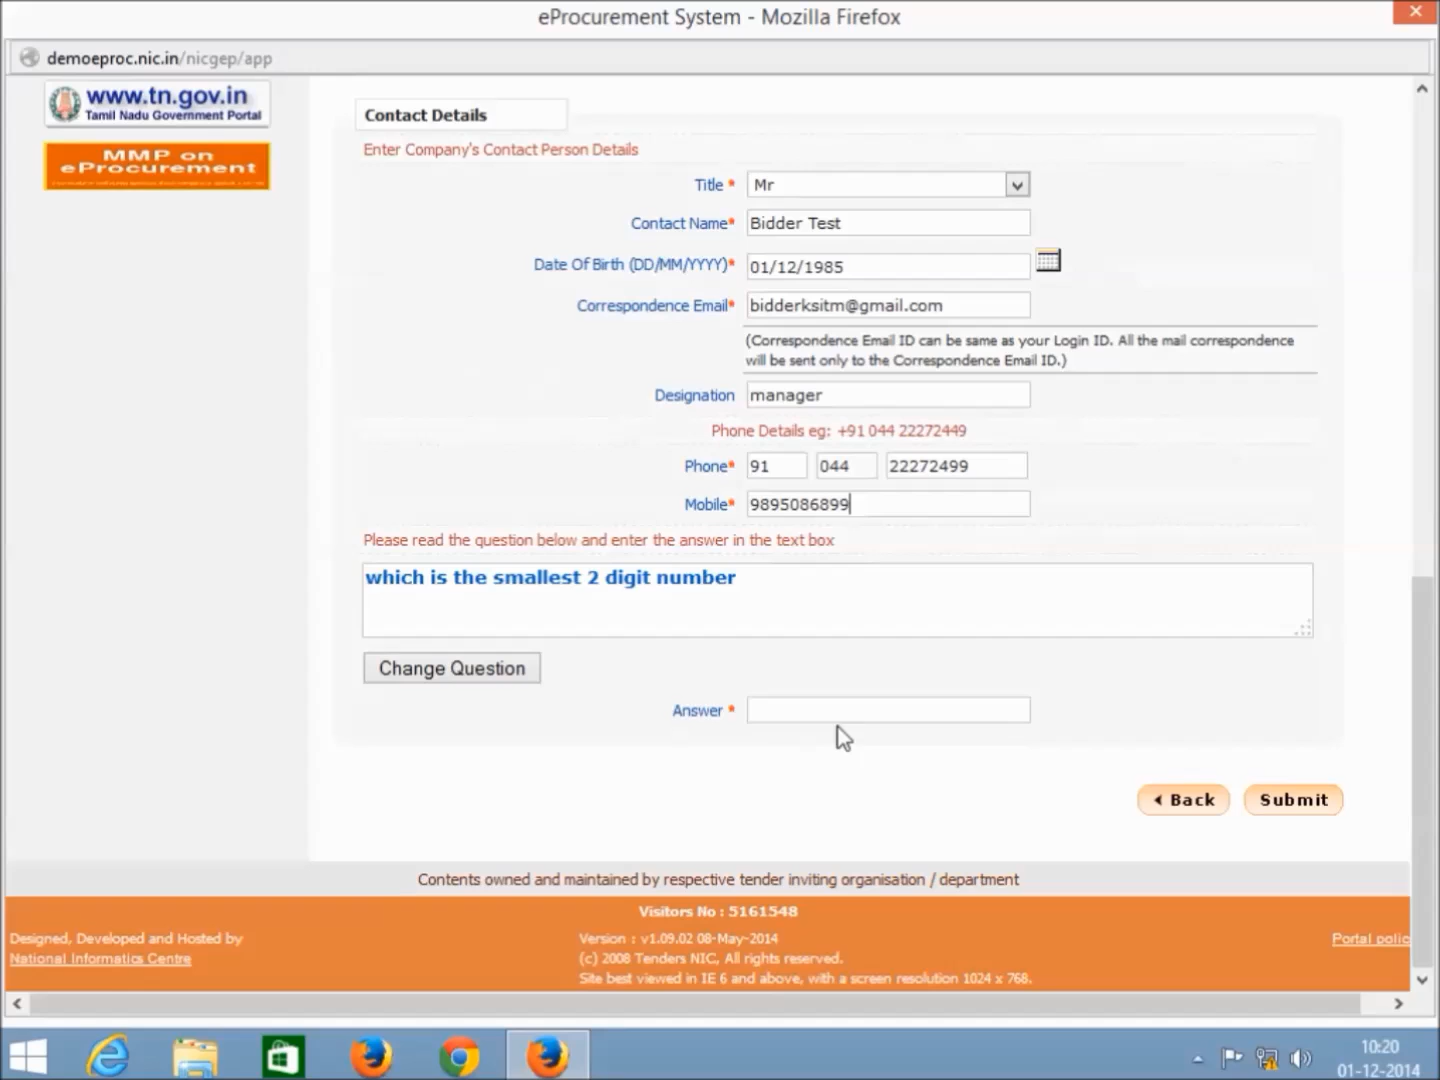 eProcurement System - Mozilla Firefox
demoeproc.nic.in/nicgep/app
www.tn.gov.in
Tamil Nadu Government Portal
MMP on
eProcurement
Contact Details
Enter Company's Contact Person Details
Title * Mr
Contact Name* Bidder Test
Date Of Birth (DD/MM/YYYY)* 01/12/1985
Correspondence Email* bidderksitm@gmail.com
(Correspondence Email ID can be same as your Login ID. All the mail correspondence
will be sent only to the Correspondence Email ID.)
Designation manager
Phone Details eg: +91 044 22272449
Phone* 91 044 22272499
Mobile* 9895086899
Please read the question below and enter the answer in the text box
which is the smallest 2 digit number
Change Question
Answer *
Back Submit
Contents owned and maintained by respective tender inviting organisation / department
Visitors No : 5161548
Designed, Developed and Hosted by
National Informatics Centre
Version : v1.09.02 08-May-2014
(c) 2008 Tenders NIC, All rights reserved.
Site best viewed in IE 6 and above, with a screen resolution 1024 x 768.
Portal polic
10:20
01-12-2014